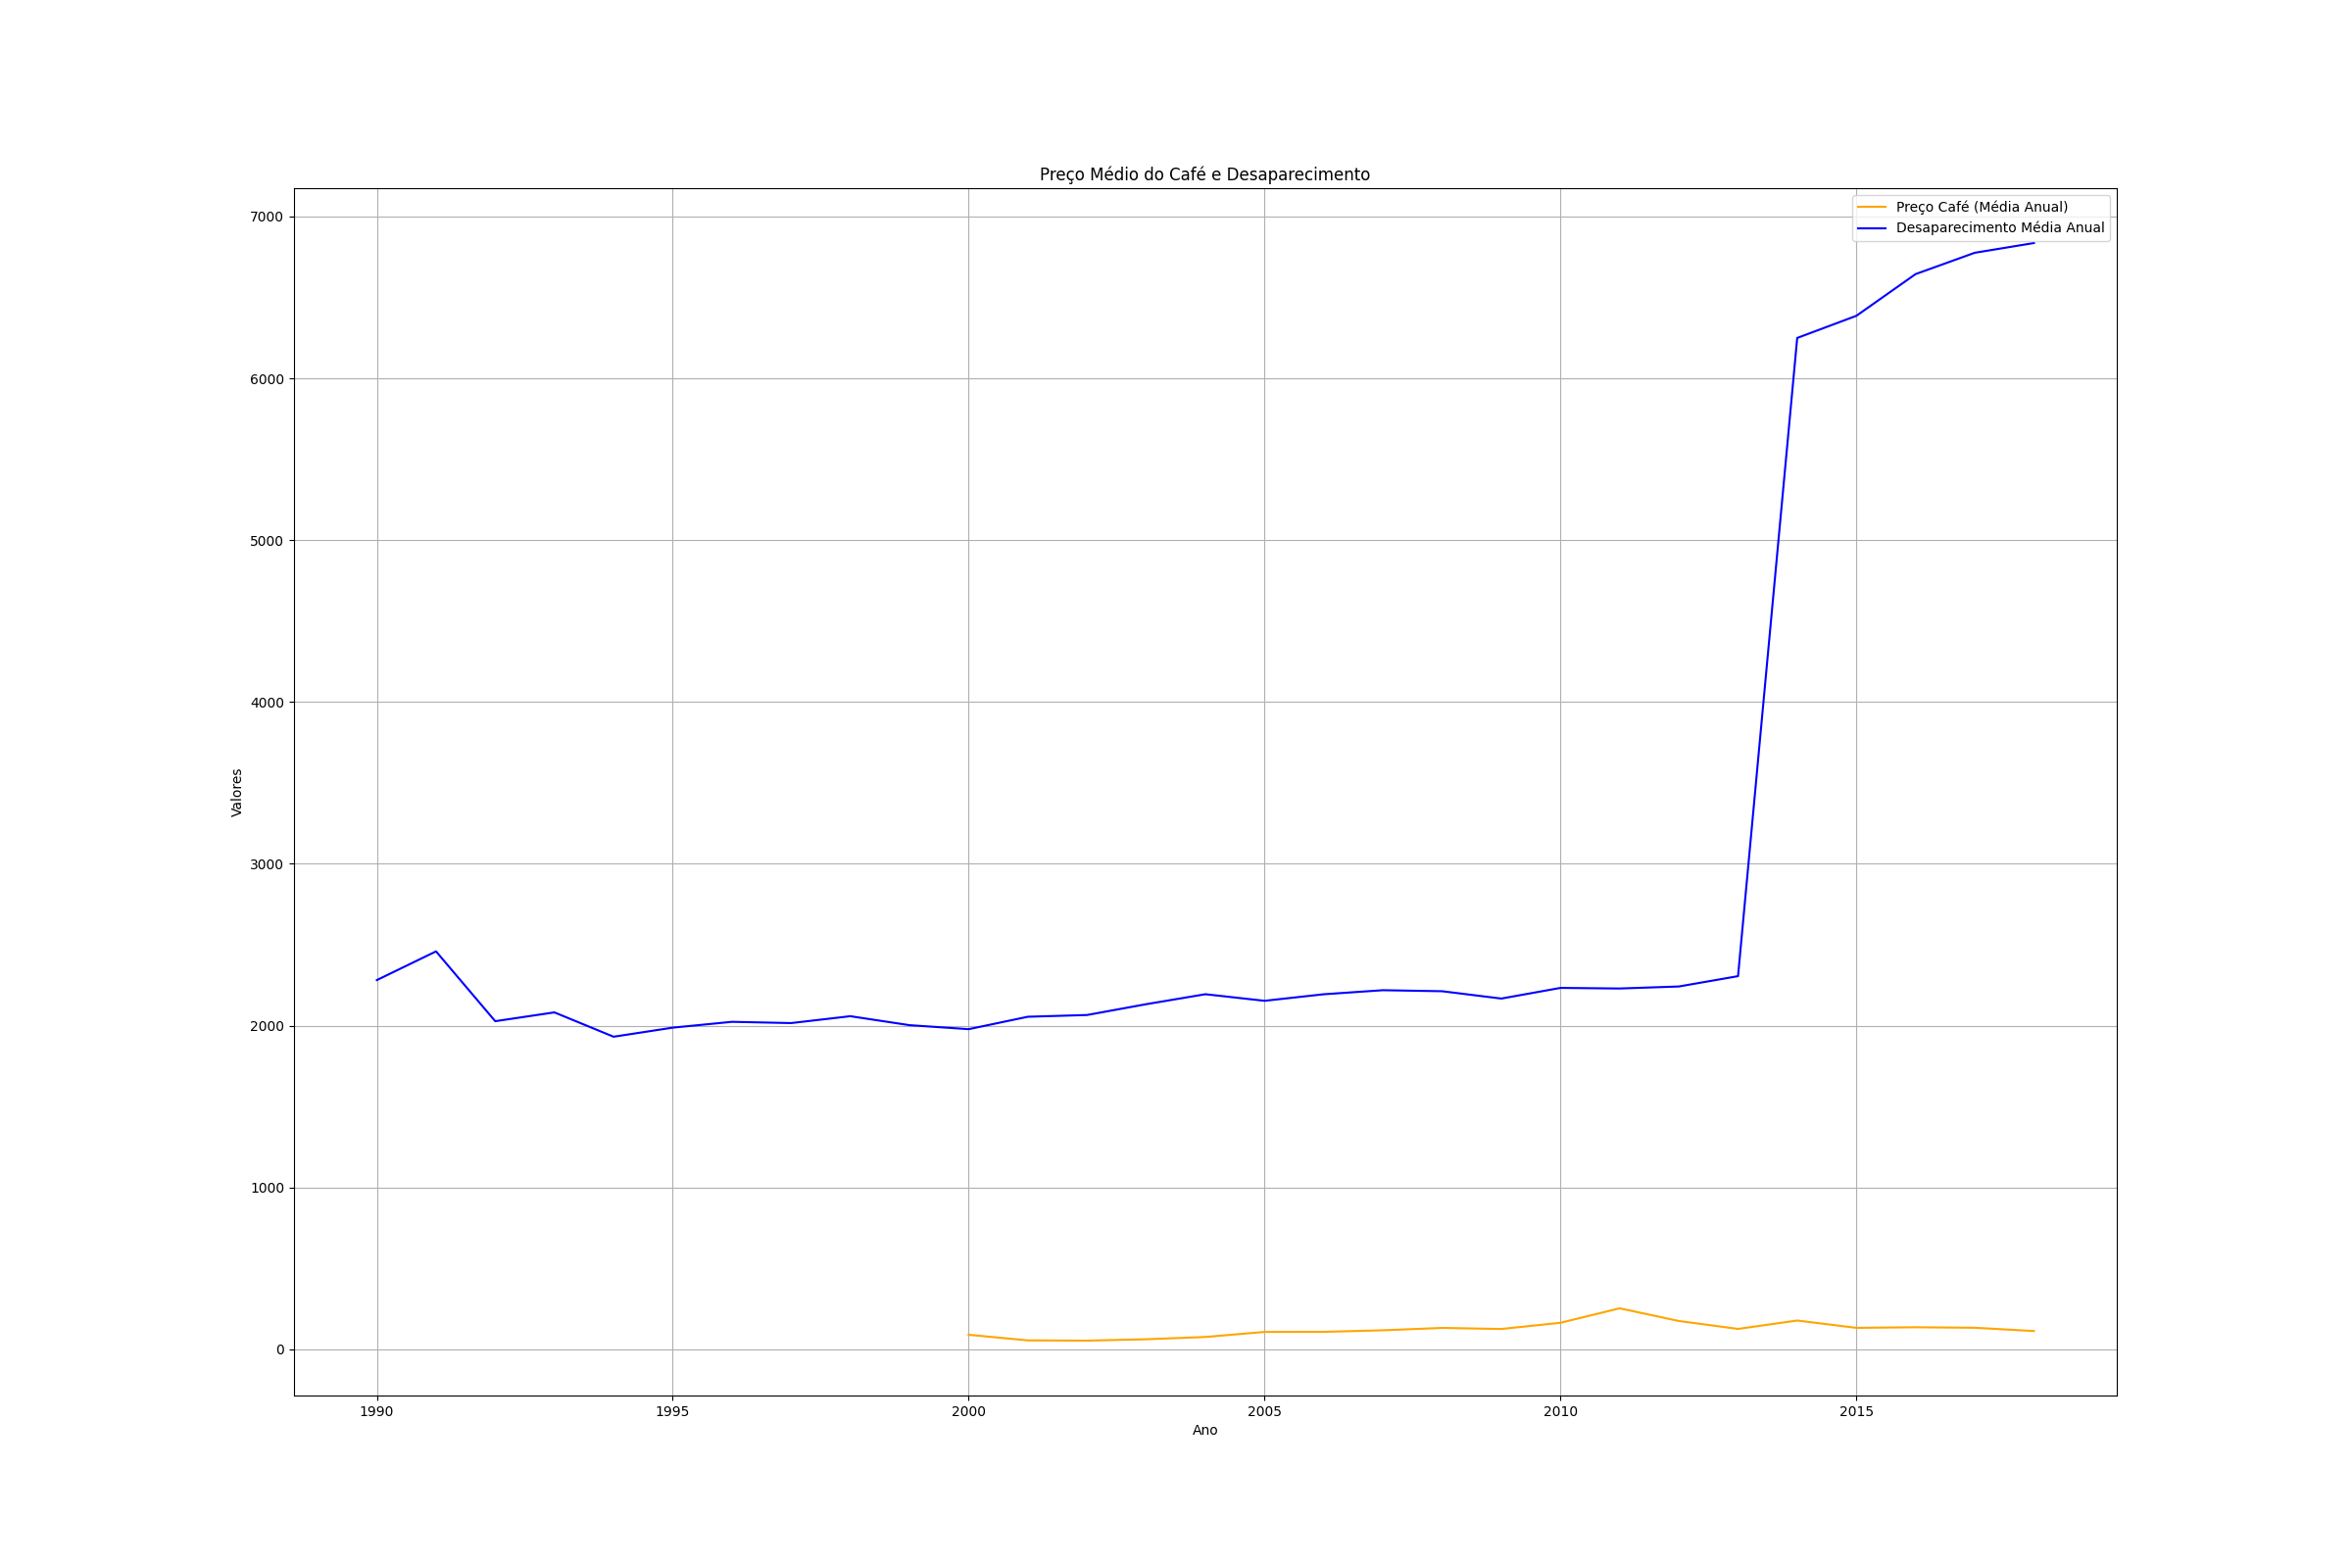 Preço Médio do Café e Desaparecimento
Preço Café (Média Anual)
Desaparecimento Média Anual
7000
6000
5000
4000
3000
2000
1000
0
Valores
1990 1995 2000 2005 2010 2015
Ano